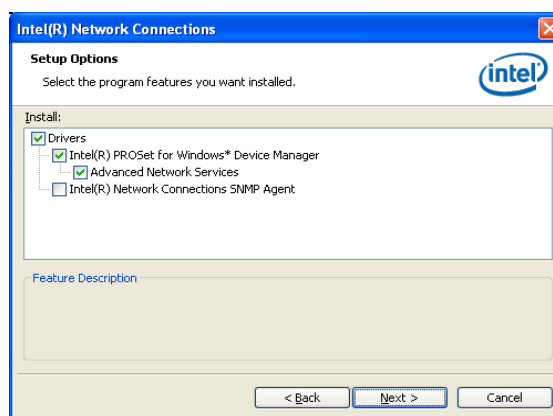 Intel(R) Network Connections
Setup Options
Select the program features you want installed.
intel
Install:
Drivers
Intel(R) PROSet for Windows* Device Manager
Advanced Network Services
Intel(R) Network Connections SNMP Agent
Feature Description
< Back
Next >
Cancel